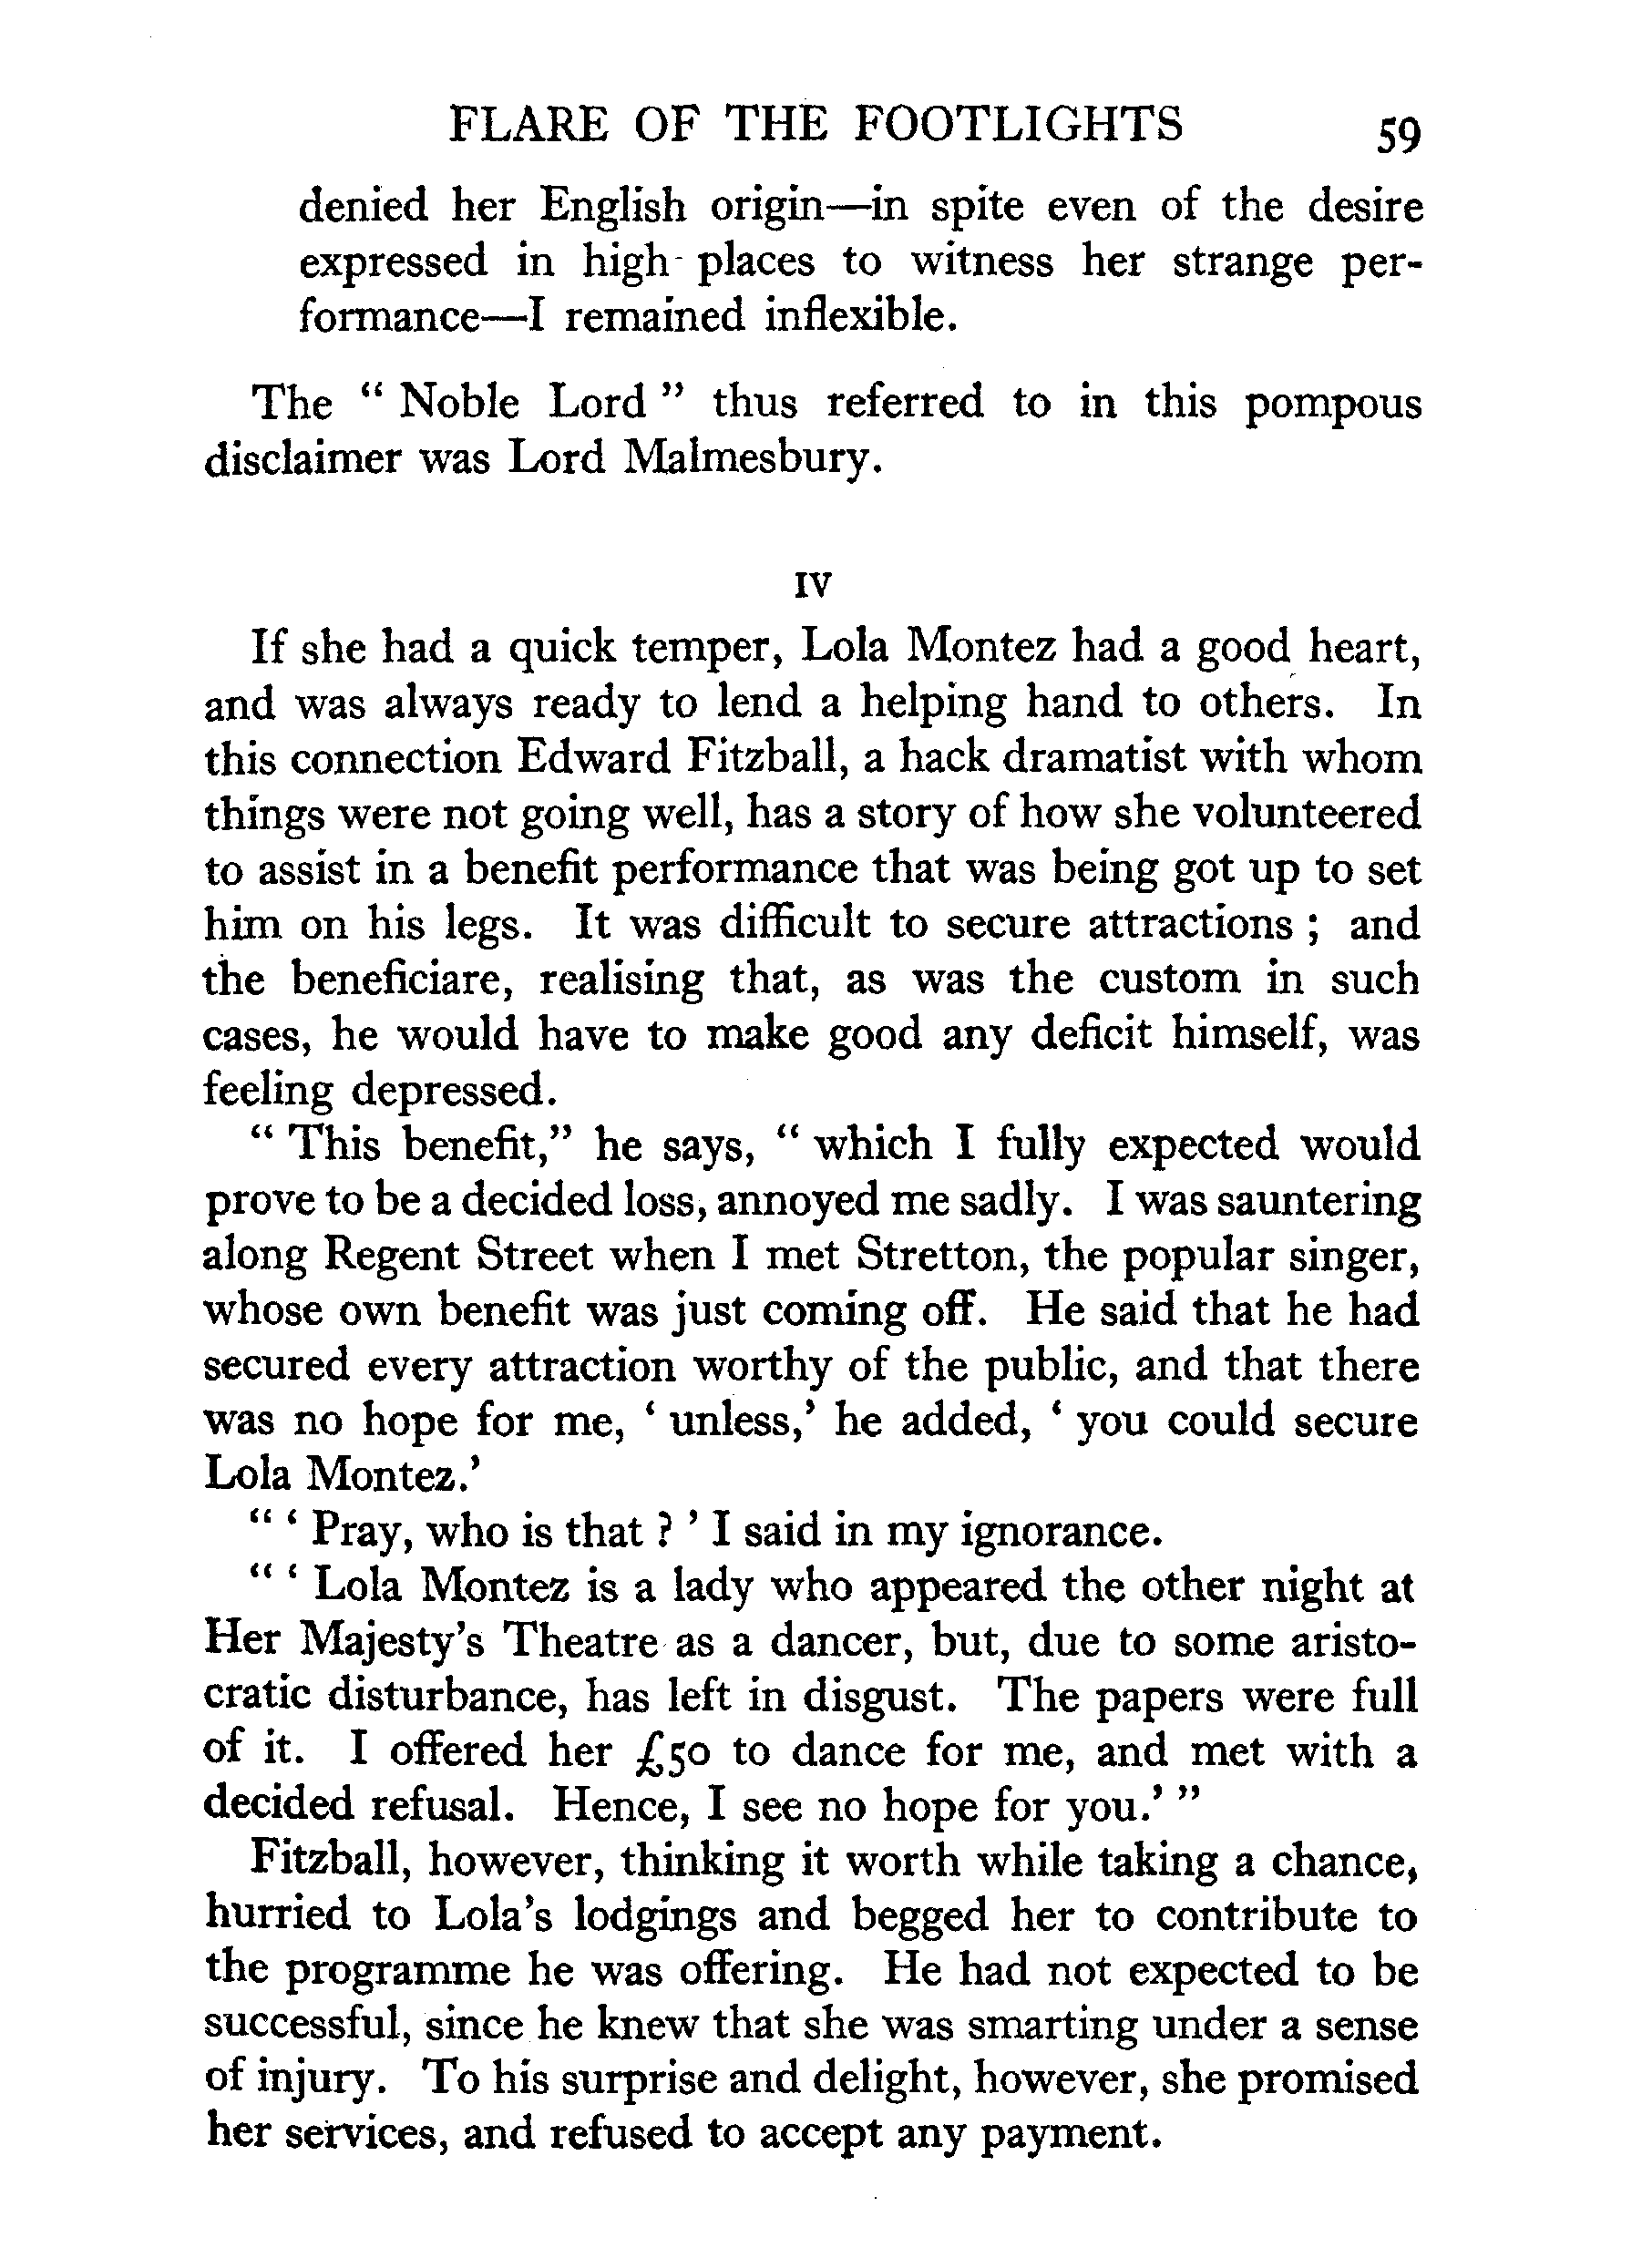 FLARE OF THE FOOTLIGHTS 59
denied her English origin—in spite even of the desire
expressed in high places to witness her strange per-
formance—I remained inflexible.
The " Noble Lord " thus referred to in this pompous
disclaimer was Lord Malmesbury.
IV
If she had a quick temper, Lola Montez had a good heart,
and was always ready to lend a helping hand to others. In
this connection Edward Fitzball, a hack dramatist with whom
things were not going well, has a story of how she volunteered
to assist in a benefit performance that was being got up to set
him on his legs. It was difficult to secure attractions ; and
the beneficiare, realising that, as was the custom in such
cases, he would have to make good any deficit himself, was
feeling depressed.
" This benefit," he says, " which I fully expected would
prove to be a decided loss, annoyed me sadly. I was sauntering
along Regent Street when I met Stretton, the popular singer,
whose own benefit was just coming off. He said that he had
secured every attraction worthy of the public, and that there
was no hope for me, ' unless,' he added, ' you could secure
Lola Montez.'
" ' Pray, who is that ? ' I said in my ignorance.
" ' Lola Montez is a lady who appeared the other night at
Her Majesty's Theatre as a dancer, but, due to some aristo-
cratic disturbance, has left in disgust. The papers were full
of it. I offered her £50 to dance for me, and met with a
decided refusal. Hence, I see no hope for you.' "
Fitzball, however, thinking it worth while taking a chance,
hurried to Lola's lodgings and begged her to contribute to
the programme he was offering. He had not expected to be
successful, since he knew that she was smarting under a sense
of injury. To his surprise and delight, however, she promised
her services, and refused to accept any payment.